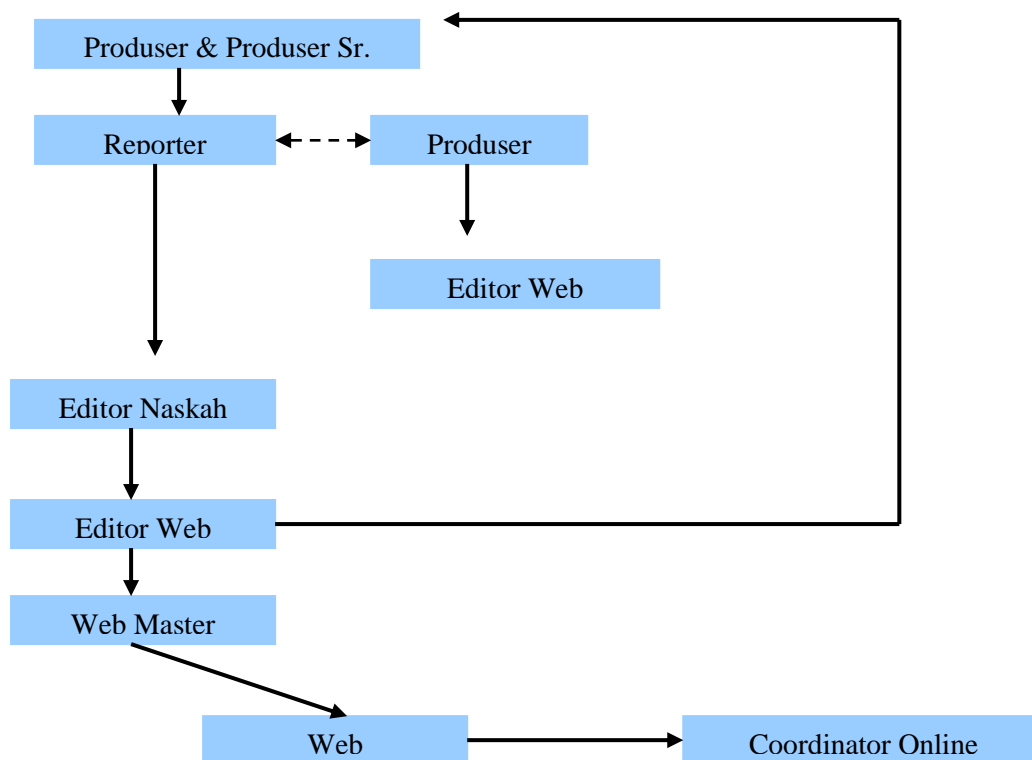 Produser & Produser Sr.
Reporter
Produser
Editor Web
Editor Naskah
Editor Web
Web Master
Web
Coordinator Online